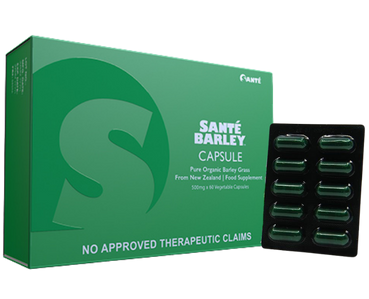 SANTÉ
SANTÉ
BARLEY
CAPSULE
Pure Organic Barley Grass
From New Zealand | Food Supplement
500mg x 60 Vegetable Capsules
NO APPROVED THERAPEUTIC CLAIMS